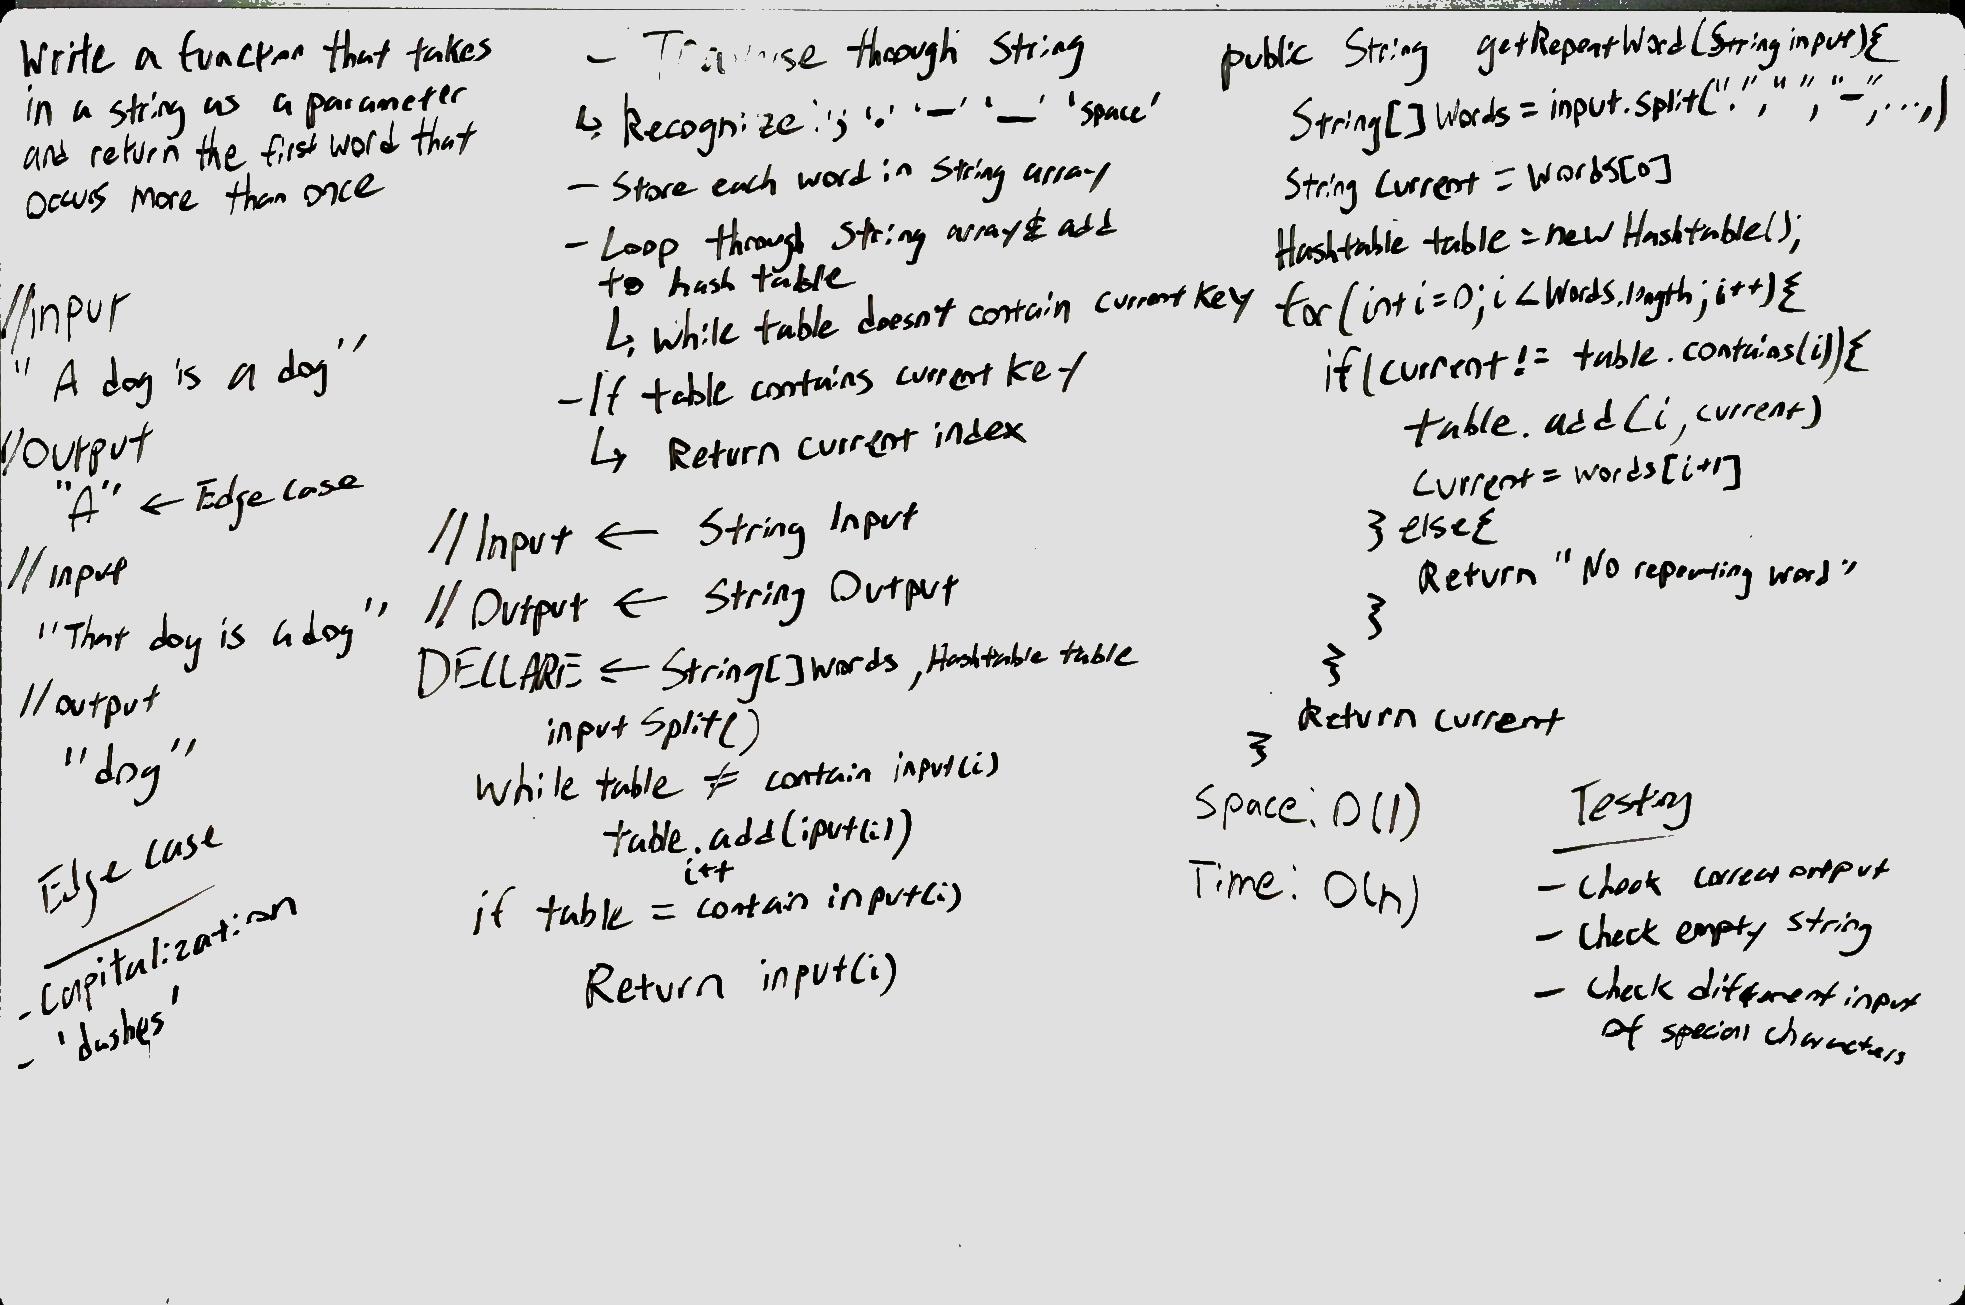 Write a function that takes
in a string as a parameter
and return the first word that
occurs more than once
//input
"A dog is a dog"
//Output
"A" ← Edge case
//input
"That dog is a dog"
//output
"dog"
Edge case
- Capitalization
- 'dashes'
- Traverse through String
↳ Recognize: '; '.' '-' '_' 'space'
- Store each word in String array
- Loop through String array & add
to hash table
↳ While table doesn't contain current key
- If table contains current key
↳ Return current index
// Input ← String Input
// Output ← String Output
DECLARE ← String[] words, Hashtable table
input split()
While table ≠ contain input(i)
table.add(iput(i))
i++
if table = contain input(i)
Return input(i)
public String getRepeatWord(String input){
String[] Words = input.split(".", " ", "-", ...,)
String Current = Words[0]
Hashtable table = new Hashtable();
for (int i = 0; i < Words.length; i++){
if (current != table.contains(i)){
table.add(i, current)
Current = words[i+1]
} else {
Return "No repeating word"
}
}
Return current
}
Space: O(1)
Time: O(n)
Testing
- Check correct output
- Check empty string
- Check different input
of special characters